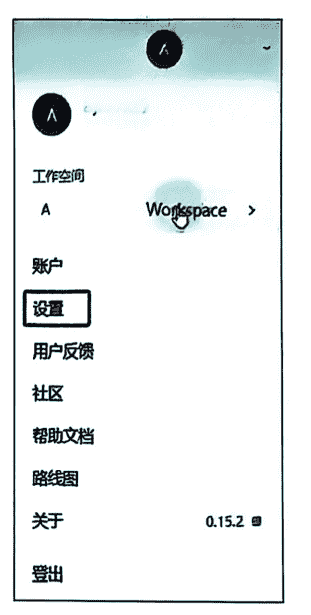 A
A
工作空间
A Workspace >
账户
设置
用户反馈
社区
帮助文档
路线图
关于 0.15.2
登出